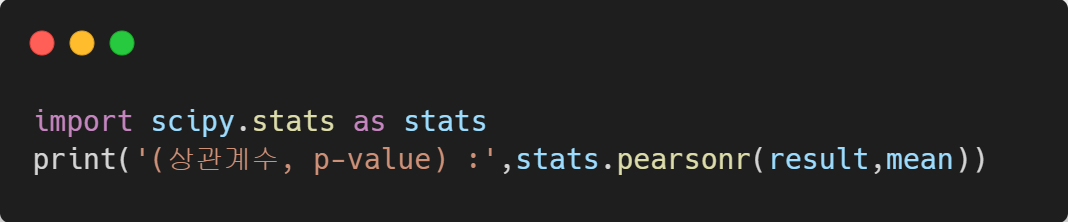 import scipy.stats as stats
print('(상관계수, p-value) :',stats.pearsonr(result,mean))